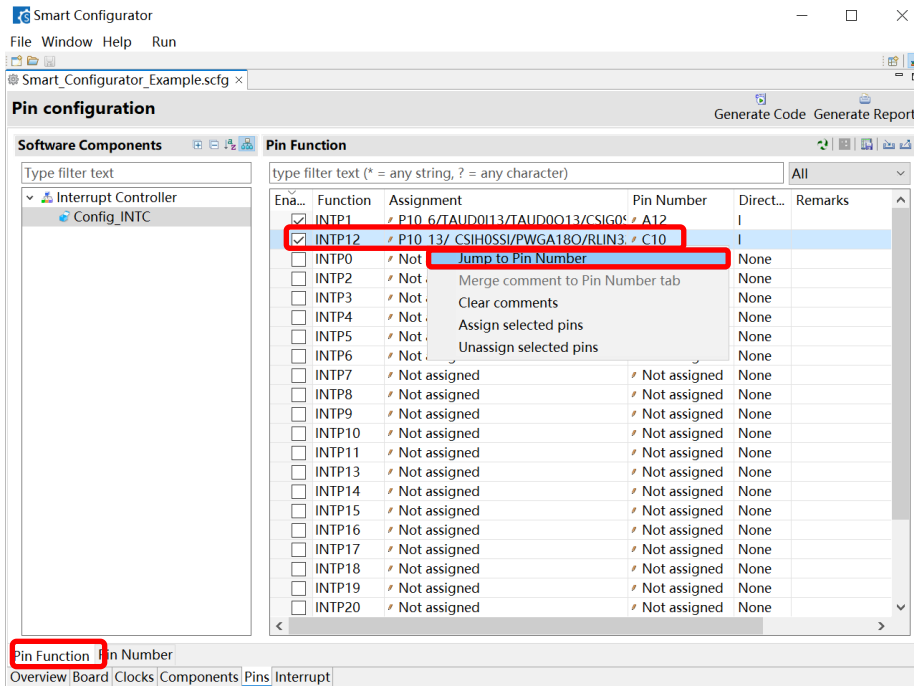 Smart Configurator
File Window Help Run
Smart_Configurator_Example.scfg
Pin configuration
Generate Code Generate Report
Software Components
Pin Function
Type filter text
type filter text (* = any string, ? = any character)
All
Interrupt Controller
Config_INTC
Ena... Function Assignment Pin Number Direct... Remarks
INTP1 P10_6/TAUD0I13/TAUD0O13/CSIG0S A12 I
INTP12 P10_13/ CSIH0SSI/PWGA18O/RLIN3 C10 I
INTP0 Not None
INTP2 Not None
INTP3 Not None
INTP4 Not None
INTP5 Not None
INTP6 Not None
Jump to Pin Number
Merge comment to Pin Number tab
Clear comments
Assign selected pins
Unassign selected pins
INTP7 Not assigned Not assigned None
INTP8 Not assigned Not assigned None
INTP9 Not assigned Not assigned None
INTP10 Not assigned Not assigned None
INTP11 Not assigned Not assigned None
INTP13 Not assigned Not assigned None
INTP14 Not assigned Not assigned None
INTP15 Not assigned Not assigned None
INTP16 Not assigned Not assigned None
INTP17 Not assigned Not assigned None
INTP18 Not assigned Not assigned None
INTP19 Not assigned Not assigned None
INTP20 Not assigned Not assigned None
Pin Function in Number
Overview Board Clocks Components Pins Interrupt